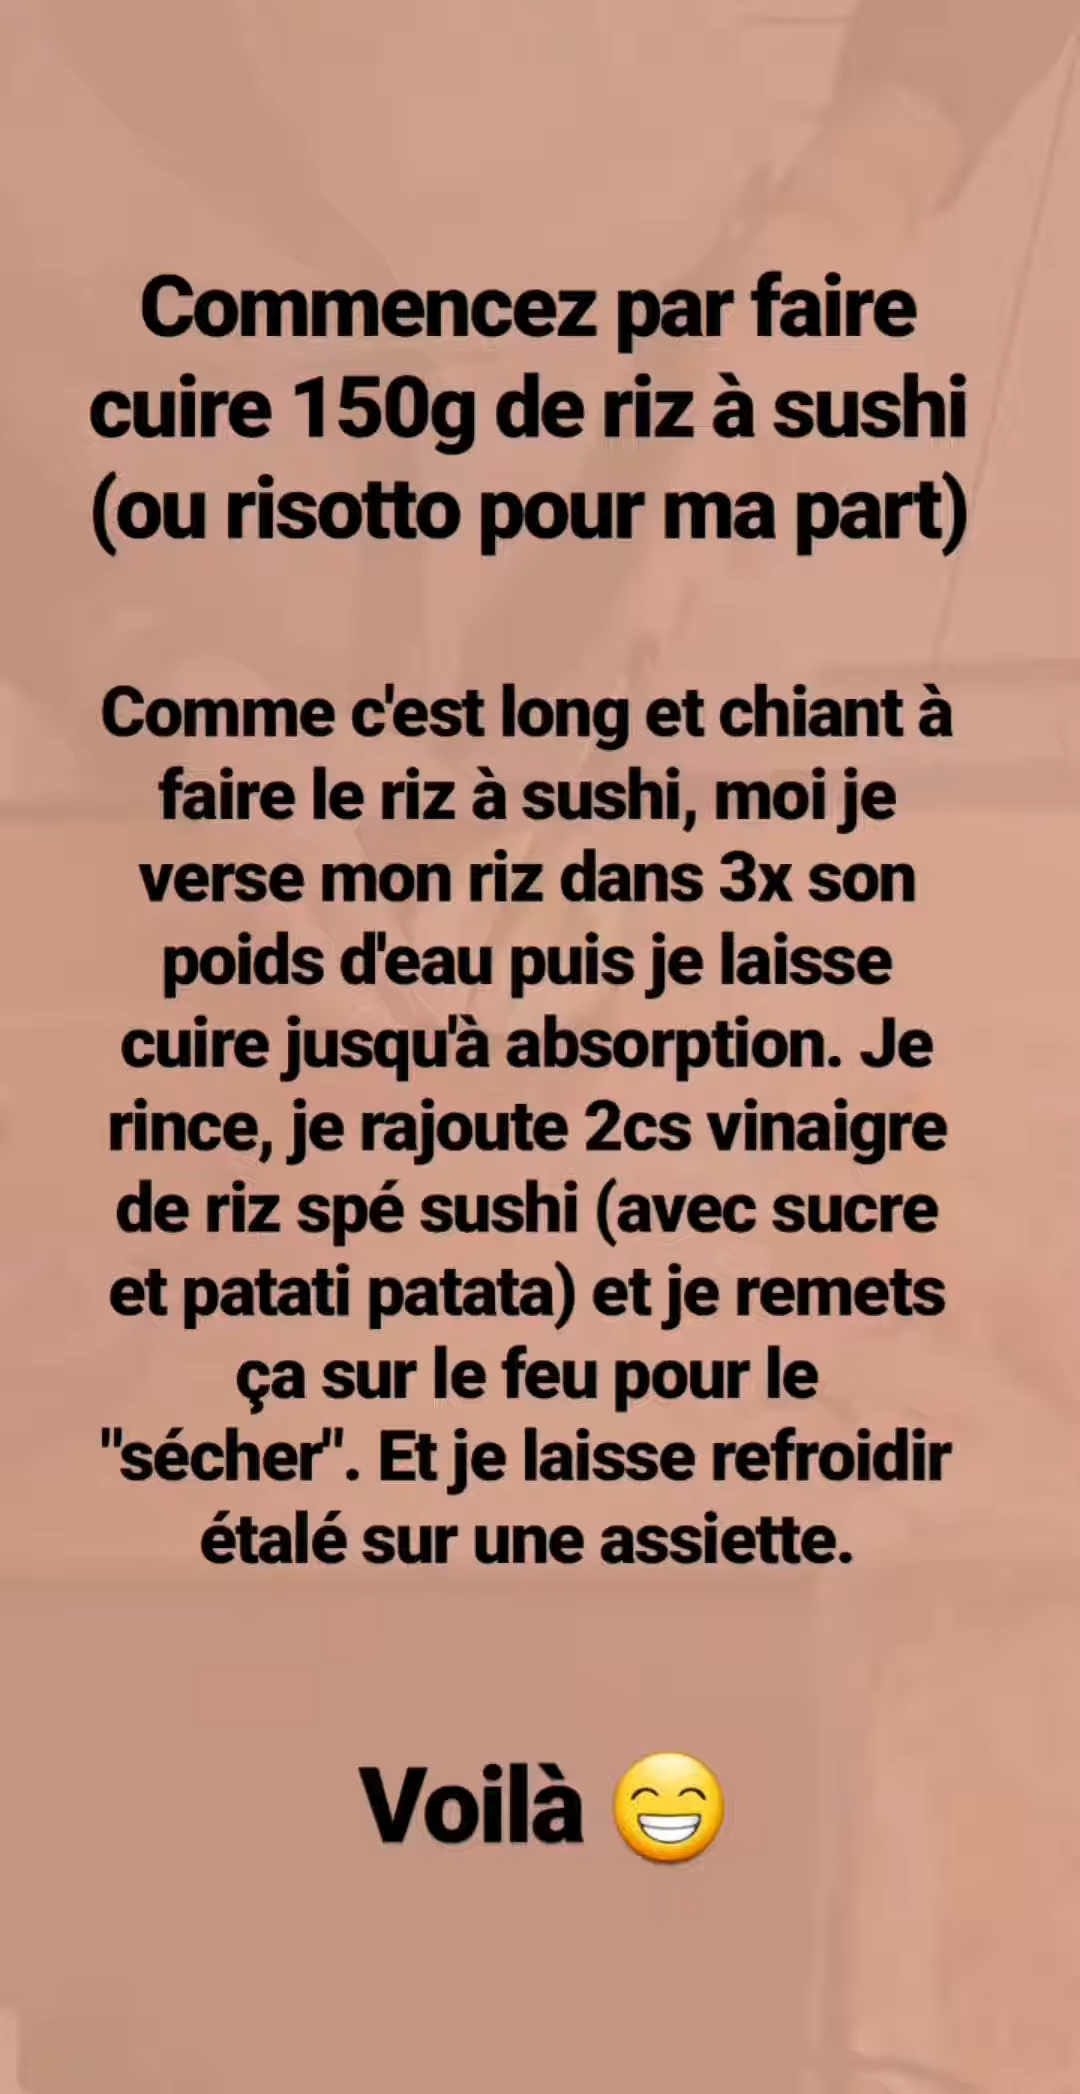 Commencez par faire
cuire 150g de riz à sushi
(ou risotto pour ma part)
Comme c'est long et chiant à
faire le riz à sushi, moi je
verse mon riz dans 3x son
poids d'eau puis je laisse
cuire jusqu'à absorption. Je
rince, je rajoute 2cs vinaigre
de riz spé sushi (avec sucre
et patati patata) et je remets
ça sur le feu pour le
"sécher". Et je laisse refroidir
étalé sur une assiette.
Voilà 😁